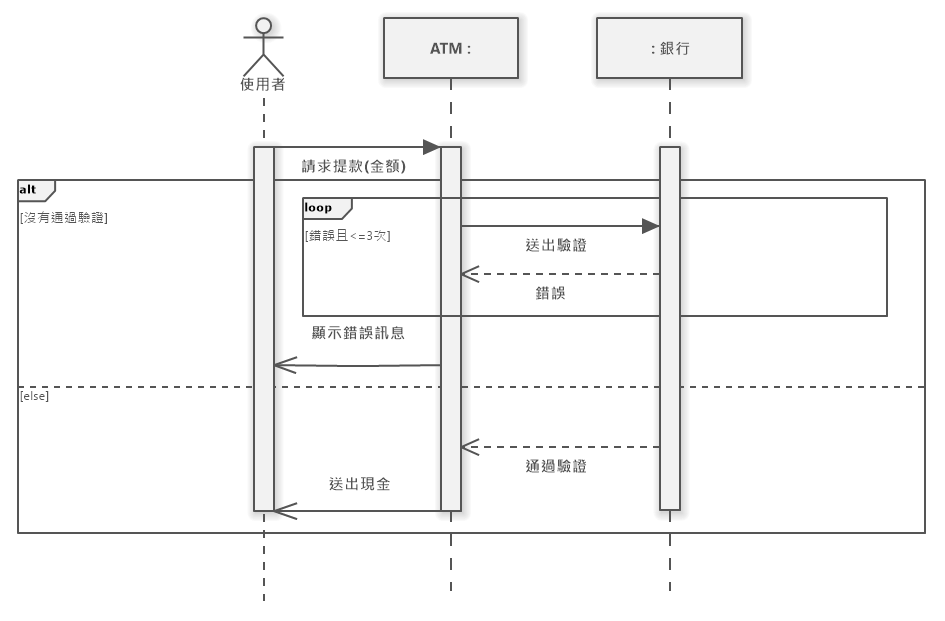 使用者
ATM :
: 銀行
請求提款(金額)
alt
[沒有通過驗證]
loop
[錯誤且<=3次]
送出驗證
錯誤
顯示錯誤訊息
[else]
通過驗證
送出現金